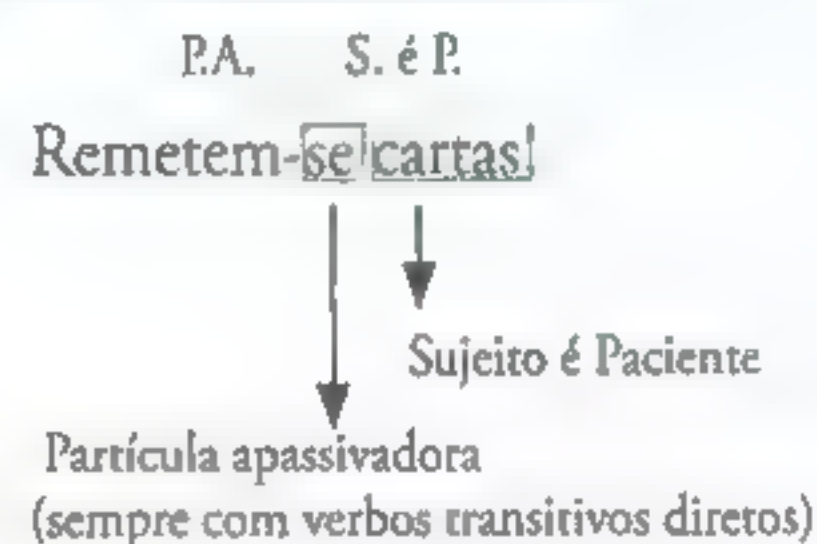 P.A. S. é P.
Remetem-se cartas.
Sujeito é Paciente
Partícula apassivadora
(sempre com verbos transitivos diretos)